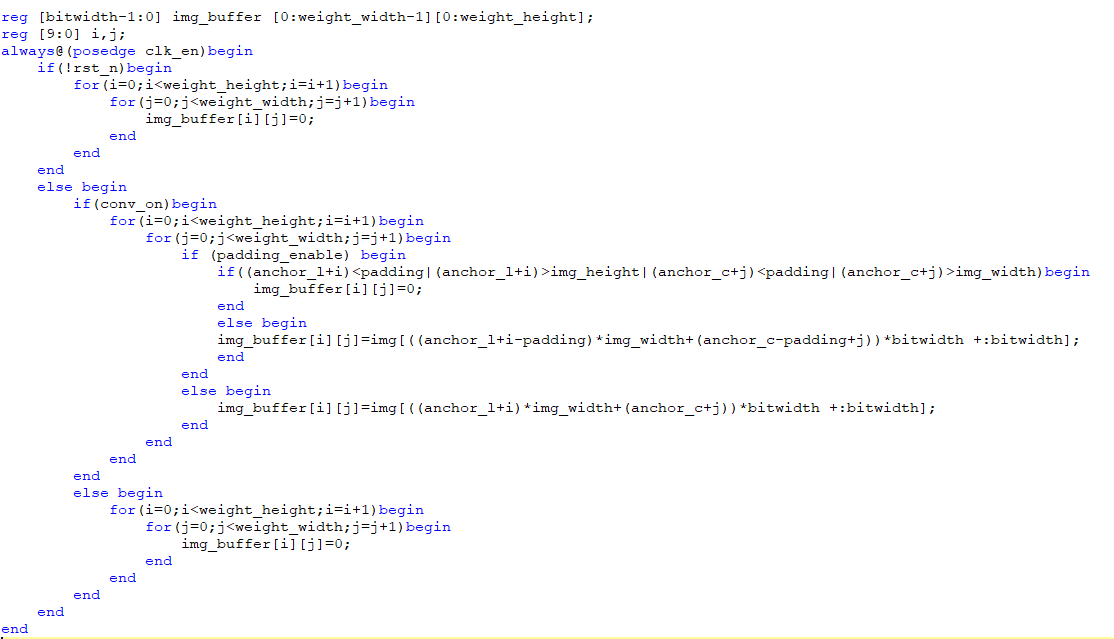 reg [bitwidth-1:0] img_buffer [0:weight_width-1][0:weight_height];
reg [9:0] i,j;
always@(posedge clk_en)begin
    if(!rst_n)begin
        for(i=0;i<weight_height;i=i+1)begin
            for(j=0;j<weight_width;j=j+1)begin
                img_buffer[i][j]=0;
            end
        end
    end
    else begin
        if(conv_on)begin
            for(i=0;i<weight_height;i=i+1)begin
                for(j=0;j<weight_width;j=j+1)begin
                    if (padding_enable) begin
                        if((anchor_l+i)<padding|(anchor_l+i)>img_height|(anchor_c+j)<padding|(anchor_c+j)>img_width)begin
                            img_buffer[i][j]=0;
                        end
                        else begin
                        img_buffer[i][j]=img[((anchor_l+i-padding)*img_width+(anchor_c-padding+j))*bitwidth +:bitwidth];
                        end
                    end
                    else begin
                        img_buffer[i][j]=img[((anchor_l+i)*img_width+(anchor_c+j))*bitwidth +:bitwidth];
                    end
                end
            end
        end
        else begin
            for(i=0;i<weight_height;i=i+1)begin
                for(j=0;j<weight_width;j=j+1)begin
                    img_buffer[i][j]=0;
                end
            end
        end
    end
end